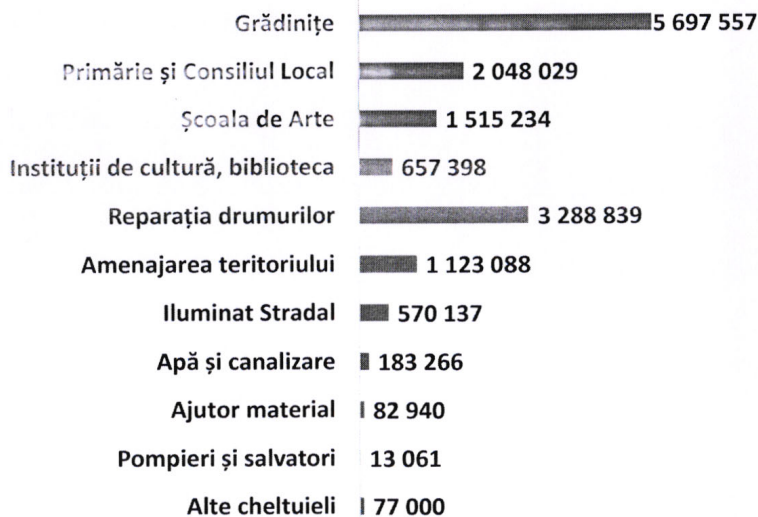 Grădinițe 5 697 557
Primărie și Consiliul Local 2 048 029
Școala de Arte 1 515 234
Instituții de cultură, biblioteca 657 398
Reparația drumurilor 3 288 839
Amenajarea teritoriului 1 123 088
Iluminat Stradal 570 137
Apă și canalizare 183 266
Ajutor material 82 940
Pompieri și salvatori 13 061
Alte cheltuieli 77 000